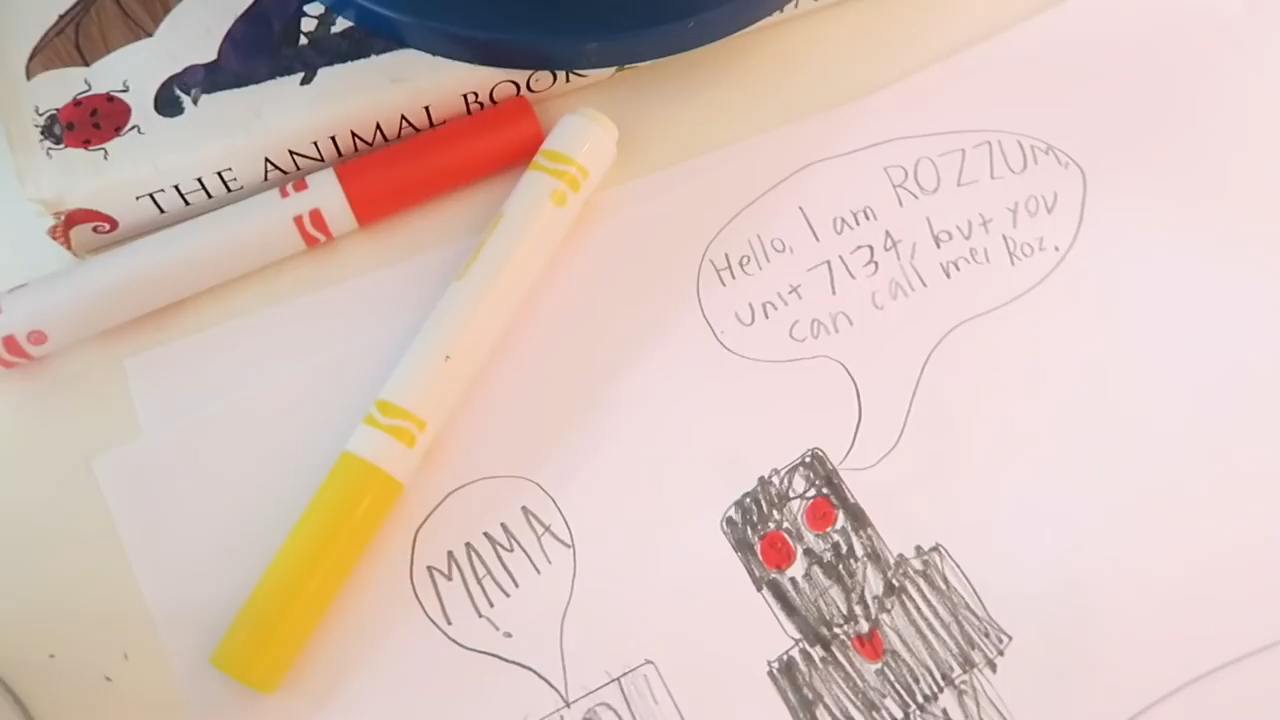 THE ANIMAL BOOK
Hello, I am ROZZUM,
unit 7134, but you
can call me, Roz.
MAMA
!